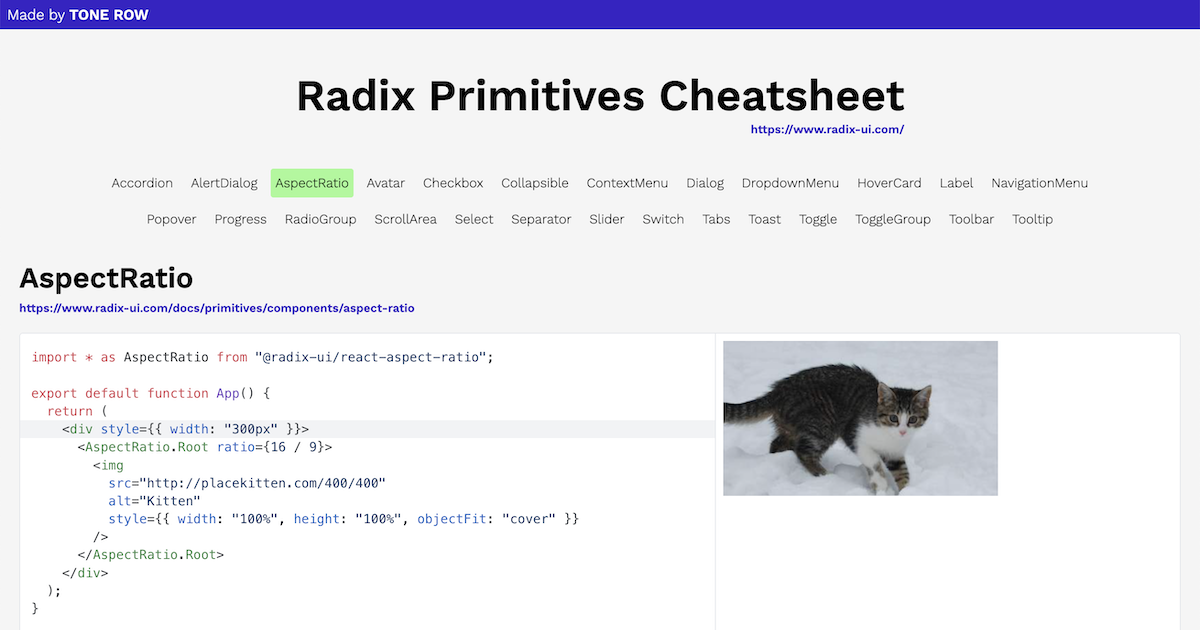 Made by TONE ROW
Radix Primitives Cheatsheet
https://www.radix-ui.com/
Accordion AlertDialog AspectRatio Avatar Checkbox Collapsible ContextMenu Dialog DropdownMenu HoverCard Label NavigationMenu
Popover Progress RadioGroup ScrollArea Select Separator Slider Switch Tabs Toast Toggle ToggleGroup Toolbar Tooltip
AspectRatio
https://www.radix-ui.com/docs/primitives/components/aspect-ratio
import * as AspectRatio from "@radix-ui/react-aspect-ratio";
export default function App() {
  return (
    <div style={{ width: "300px" }}>
      <AspectRatio.Root ratio={16 / 9}>
        <img
          src="http://placekitten.com/400/400"
          alt="Kitten"
          style={{ width: "100%", height: "100%", objectFit: "cover" }}
        />
      </AspectRatio.Root>
    </div>
  );
}